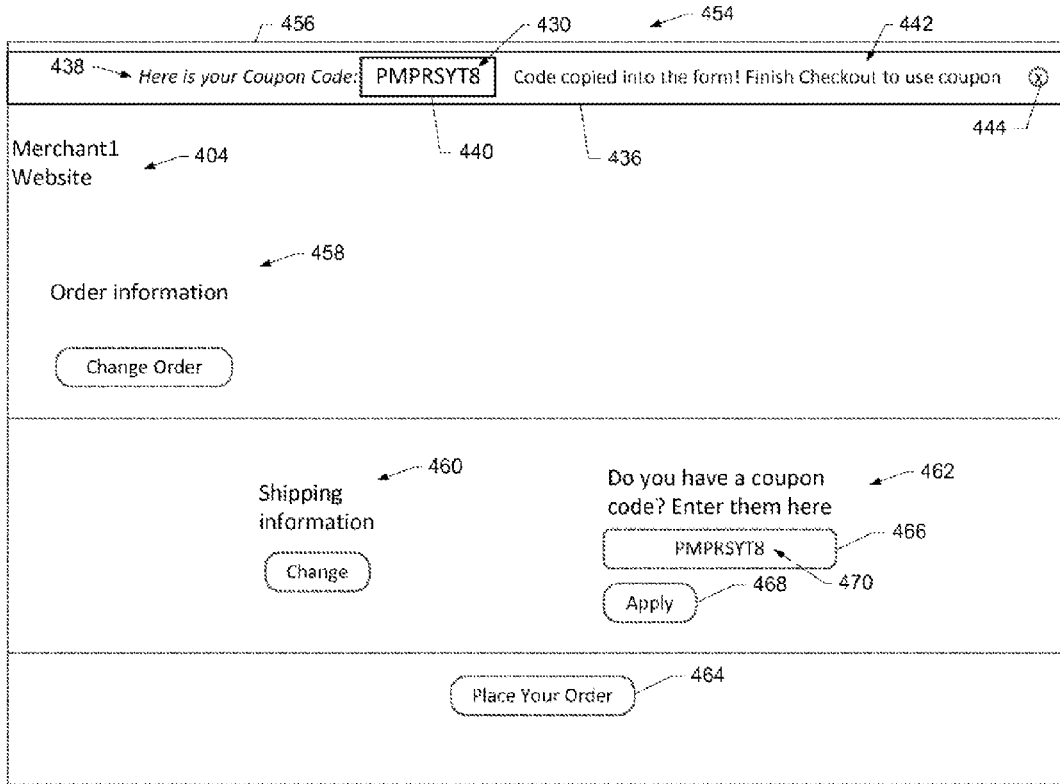 456
454
430
442
438
Here is your Coupon Code: PMPRSYT8 Code copied into the form! Finish Checkout to use coupon X
444
440
436
Merchant1
Website
404
458
Order information
Change Order
460
462
Shipping
information
Do you have a coupon
code? Enter them here
PMPRSYT8
466
Change
468
470
Apply
464
Place Your Order